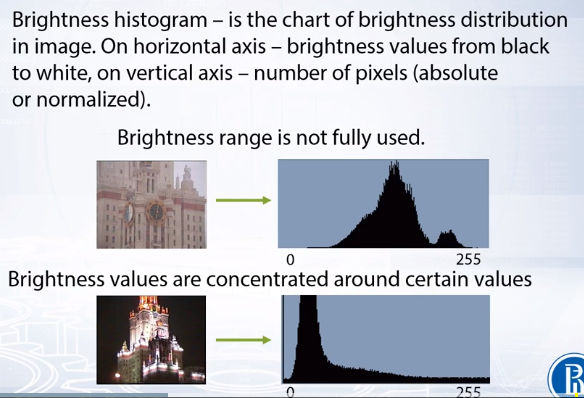 Brightness histogram – is the chart of brightness distribution
in image. On horizontal axis – brightness values from black
to white, on vertical axis – number of pixels (absolute
or normalized).
Brightness range is not fully used.
0 255
Brightness values are concentrated around certain values
0 255